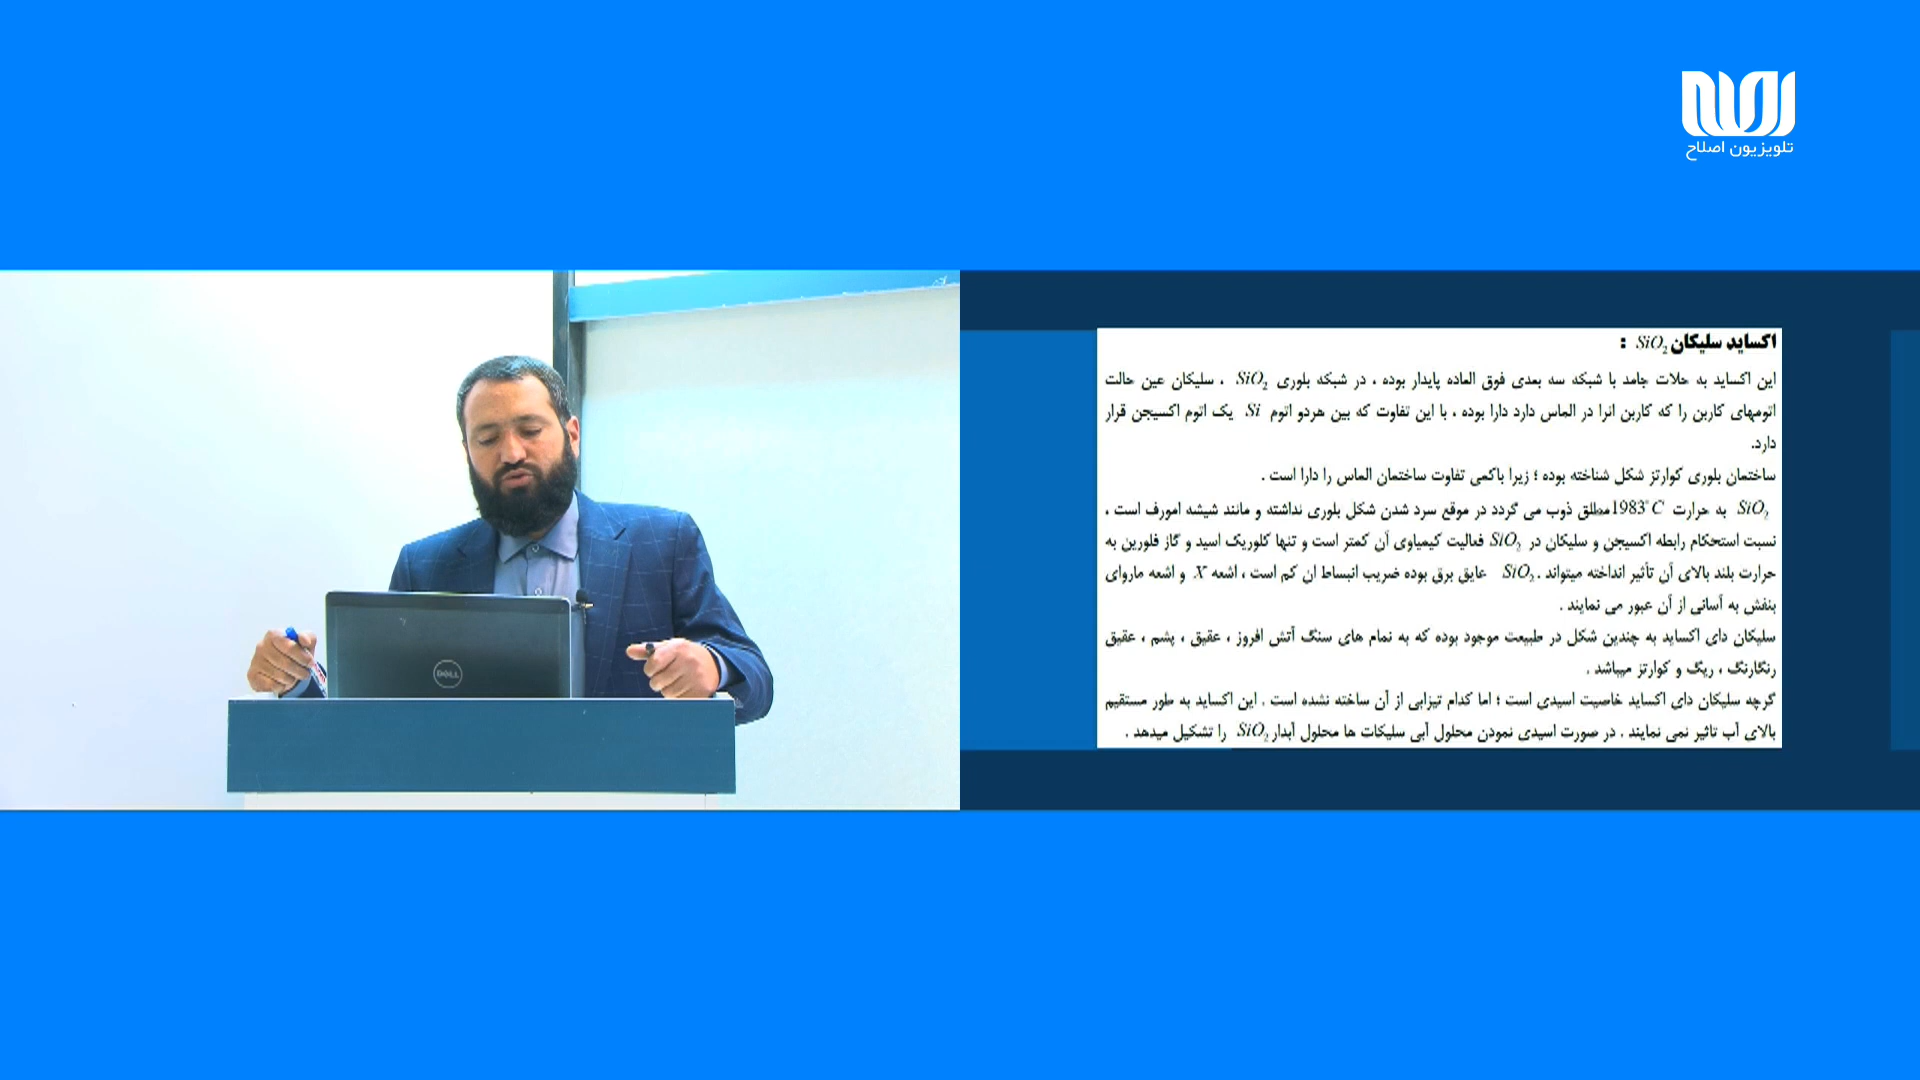 تلویزیون اصلاح
اکساید سلیکان SiO₂ :
این اکساید به حلات جامد با شبکه سه بعدی فوق العاده پایدار بوده ، در شبکه بلوری SiO₂ ، سلیکان عین حالت
اتومهای کاربن را که کاربن انرا در الماس دارد دارا بوده ، با این تفاوت که بین هردو اتوم Si یک اتوم اکسیجن قرار
دارد.
ساختمان بلوری کوارتز شکل شناخته بوده ؛ زیرا باکمی تفاوت ساختمان الماس را دارا است .
SiO₂ به حرارت 1983°C مطلق ذوب می گردد در موقع سرد شدن شکل بلوری نداشته و مانند شیشه امورف است ،
نسبت استحکام رابطه اکسیجن و سلیکان در SiO₂ فعالیت کیمیاوی آن کمتر است و تنها کلوریک اسید و گاز فلورین به
حرارت بلند بالای آن تأثیر انداخته میتواند . SiO₂ عایق برق بوده ضریب انبساط ان کم است ، اشعه X و اشعه ماروای
بنفش به آسانی از آن عبور می نمایند .
سلیکان دای اکساید به چندین شکل در طبیعت موجود بوده که به نمام های سنگ آتش افروز ، عقیق ، پشم ، عقیق
رنگارنگ ، ریگ و کوارتز میباشد .
گرچه سلیکان دای اکساید خاصیت اسیدی است ؛ اما کدام تیزابی از آن ساخته نشده است . این اکساید به طور مستقیم
بالای آب تاثیر نمی نمایند . در صورت اسیدی نمودن محلول آبی سلیکات ها محلول آبدار SiO₂ را تشکیل میدهد .
DELL